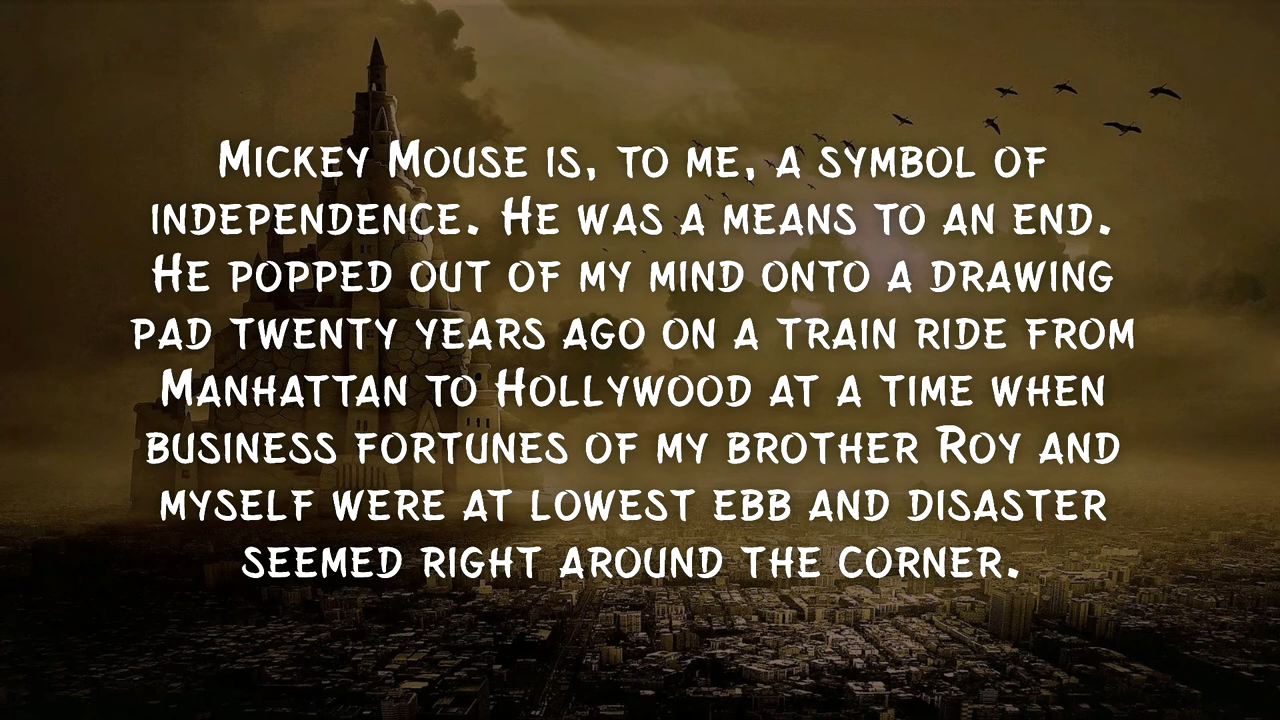 Mickey Mouse is, to me, a symbol of
independence. He was a means to an end.
He popped out of my mind onto a drawing
pad twenty years ago on a train ride from
Manhattan to Hollywood at a time when
business fortunes of my brother Roy and
myself were at lowest ebb and disaster
seemed right around the corner.